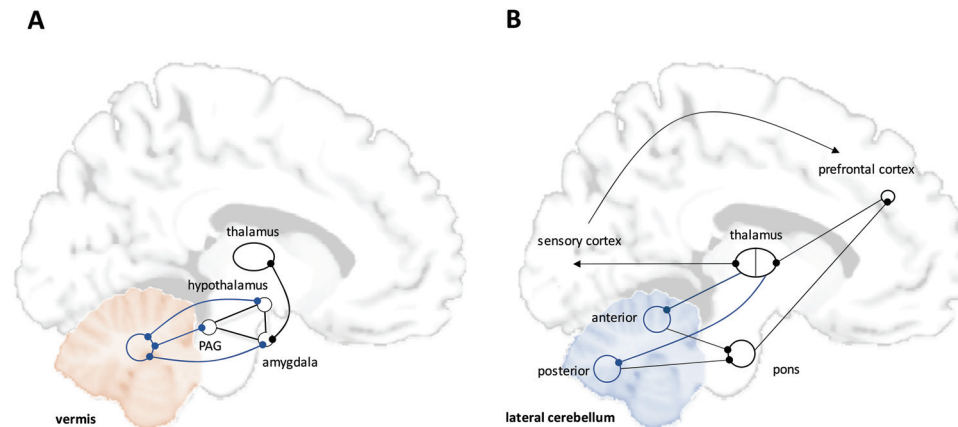 A
thalamus
hypothalamus
PAG
amygdala
vermis
B
prefrontal cortex
thalamus
sensory cortex
anterior
posterior
pons
lateral cerebellum